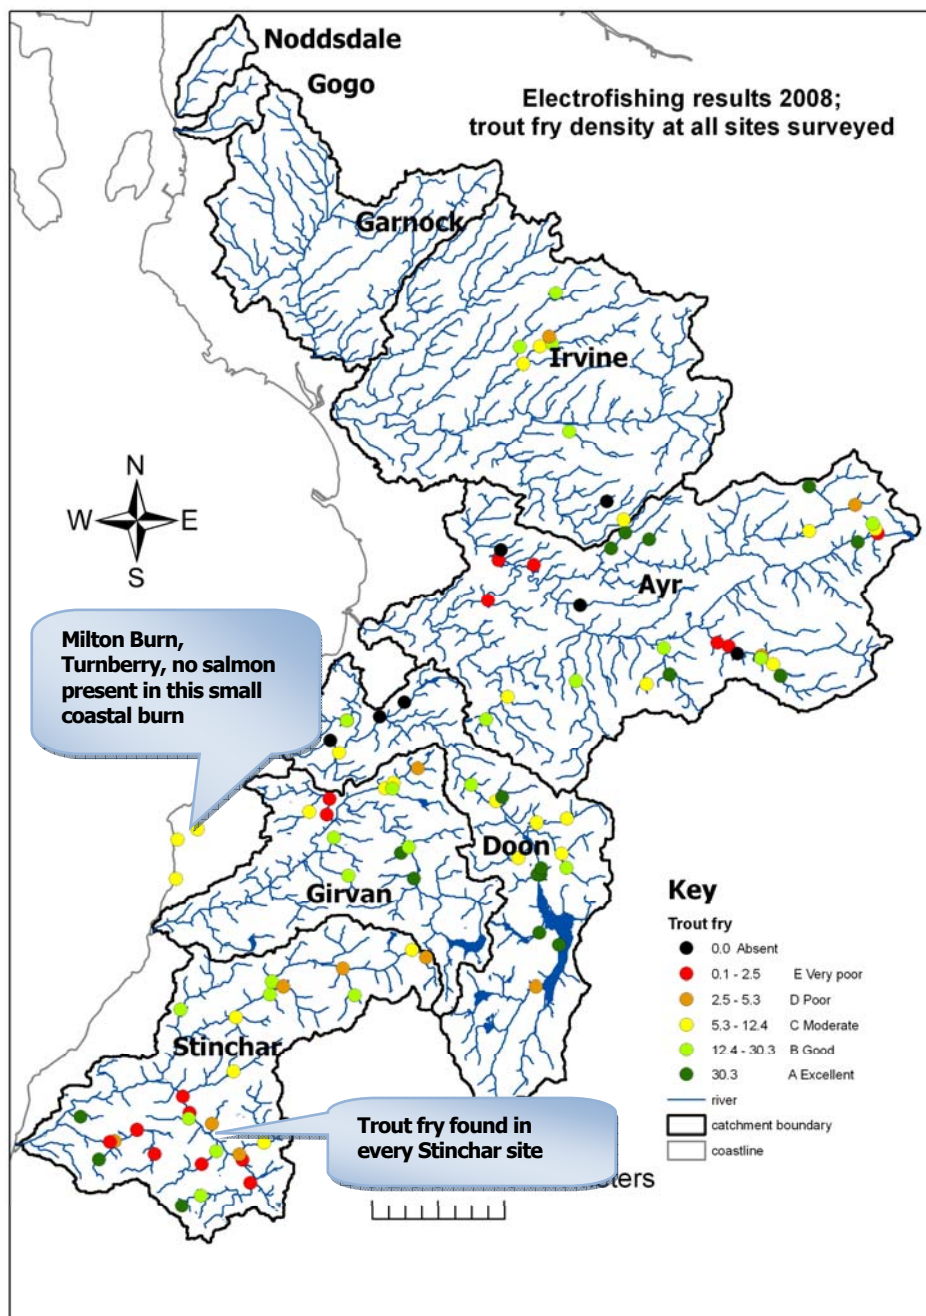 Noddsdale
Gogo
Electrofishing results 2008;
trout fry density at all sites surveyed
Garnock
Irvine
N
W E
S
Ayr
Milton Burn,
Turnberry, no salmon
present in this small
coastal burn
Doon
Girvan
Stinchar
Key
Trout fry
0.0 Absent
0.1 - 2.5 E Very poor
2.5 - 5.3 D Poor
5.3 - 12.4 C Moderate
12.4 - 30.3 B Good
30.3 A Excellent
river
catchment boundary
coastline
Trout fry found in
every Stinchar site